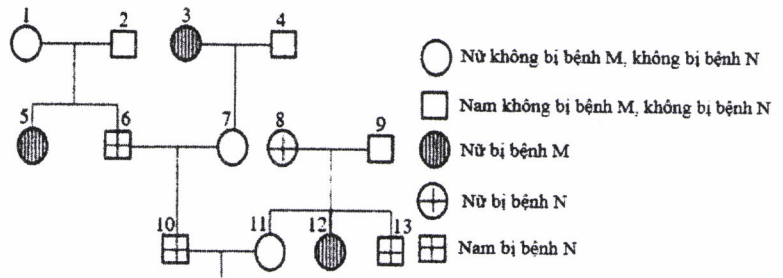 1 2 3 4
Nữ không bị bệnh M, không bị bệnh N
Nam không bị bệnh M, không bị bệnh N
5 6 7 8 9
Nữ bị bệnh M
Nữ bị bệnh N
10 11 12 13
Nam bị bệnh N